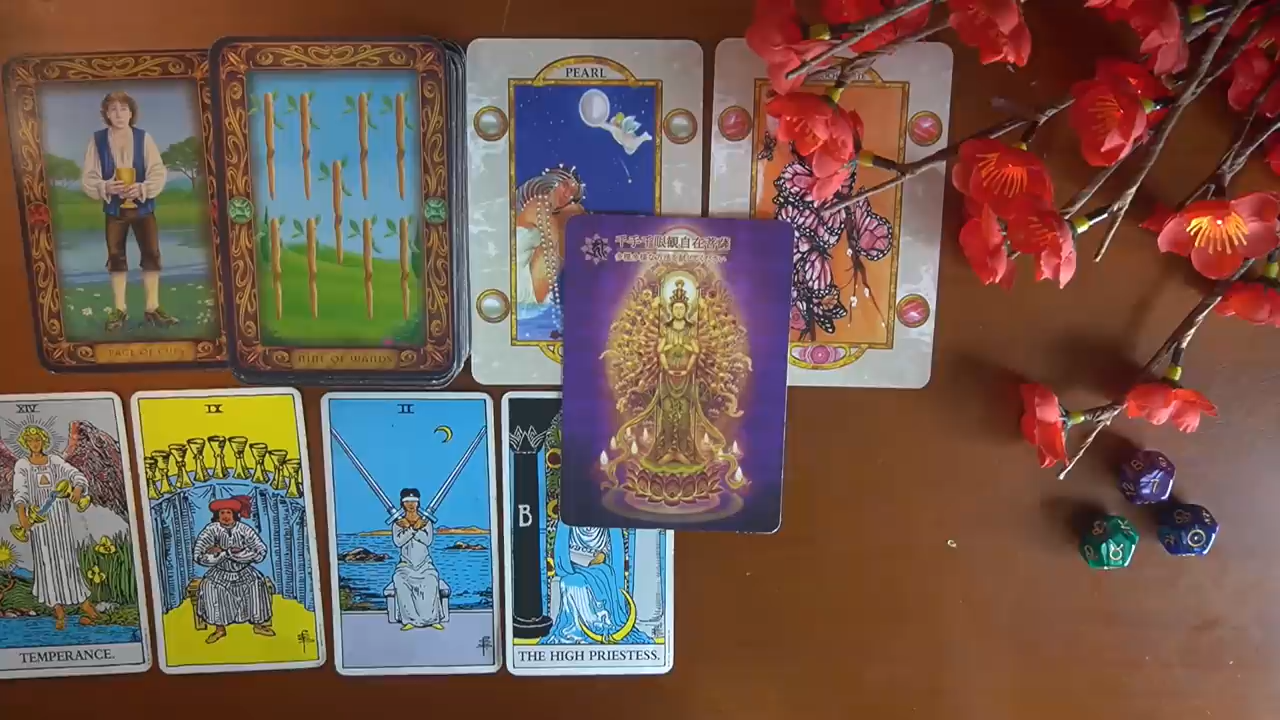 PEARL
PAGE OF CUPS
NINE OF WANDS
千手千眼観自在菩薩
XIV
IX
II
B
TEMPERANCE.
THE HIGH PRIESTESS.